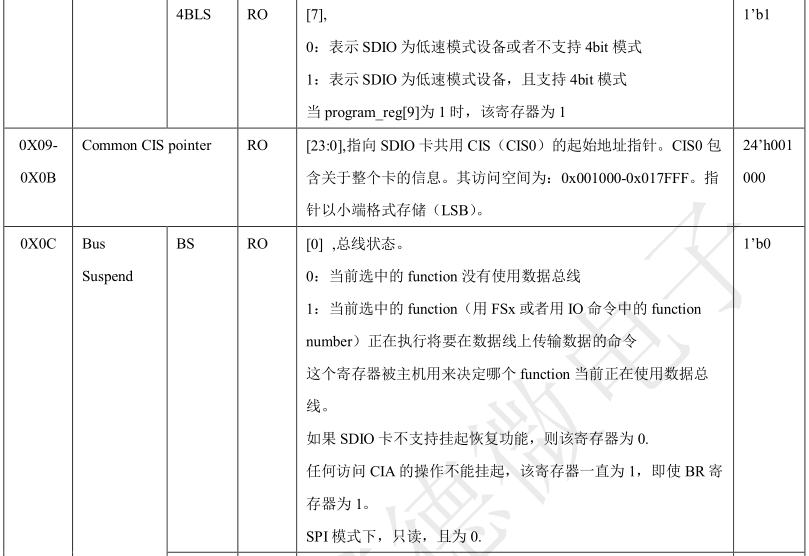 4BLS RO [7], 1’b1
0：表示 SDIO 为低速模式设备或者不支持 4bit 模式
1：表示 SDIO 为低速模式设备，且支持 4bit 模式
当 program_reg[9]为 1 时，该寄存器为 1
0X09- Common CIS pointer RO [23:0],指向 SDIO 卡共用 CIS（CIS0）的起始地址指针。CIS0 包 24’h001
0X0B 含关于整个卡的信息。其访问空间为：0x001000-0x017FFF。指 000
针以小端格式存储（LSB）。
0X0C Bus BS RO [0] ,总线状态。 1’b0
Suspend 0：当前选中的 function 没有使用数据总线
1：当前选中的 function（用 FSx 或者用 IO 命令中的 function
number）正在执行将要在数据线上传输数据的命令
这个寄存器被主机用来决定哪个 function 当前正在使用数据总
线。
如果 SDIO 卡不支持挂起恢复功能，则该寄存器为 0.
任何访问 CIA 的操作不能挂起，该寄存器一直为 1，即使 BR 寄
存器为 1。
SPI 模式下，只读，且为 0.
德微电子